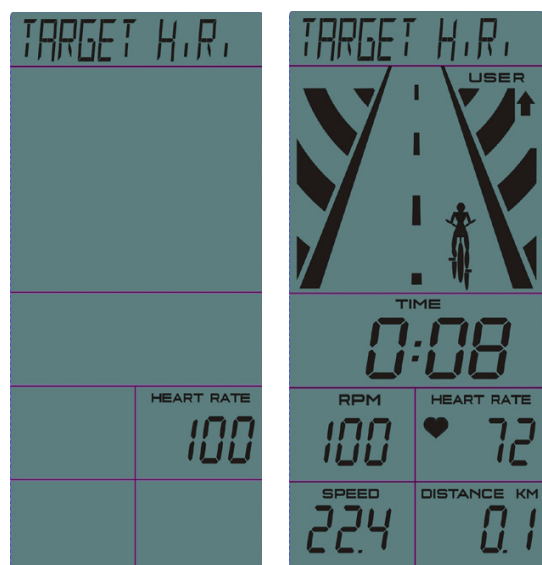 TARGET H.R.
HEART RATE
100
TARGET H.R.
USER
TIME
0:08
RPM HEART RATE
100 72
SPEED DISTANCE KM
22.4 0.1